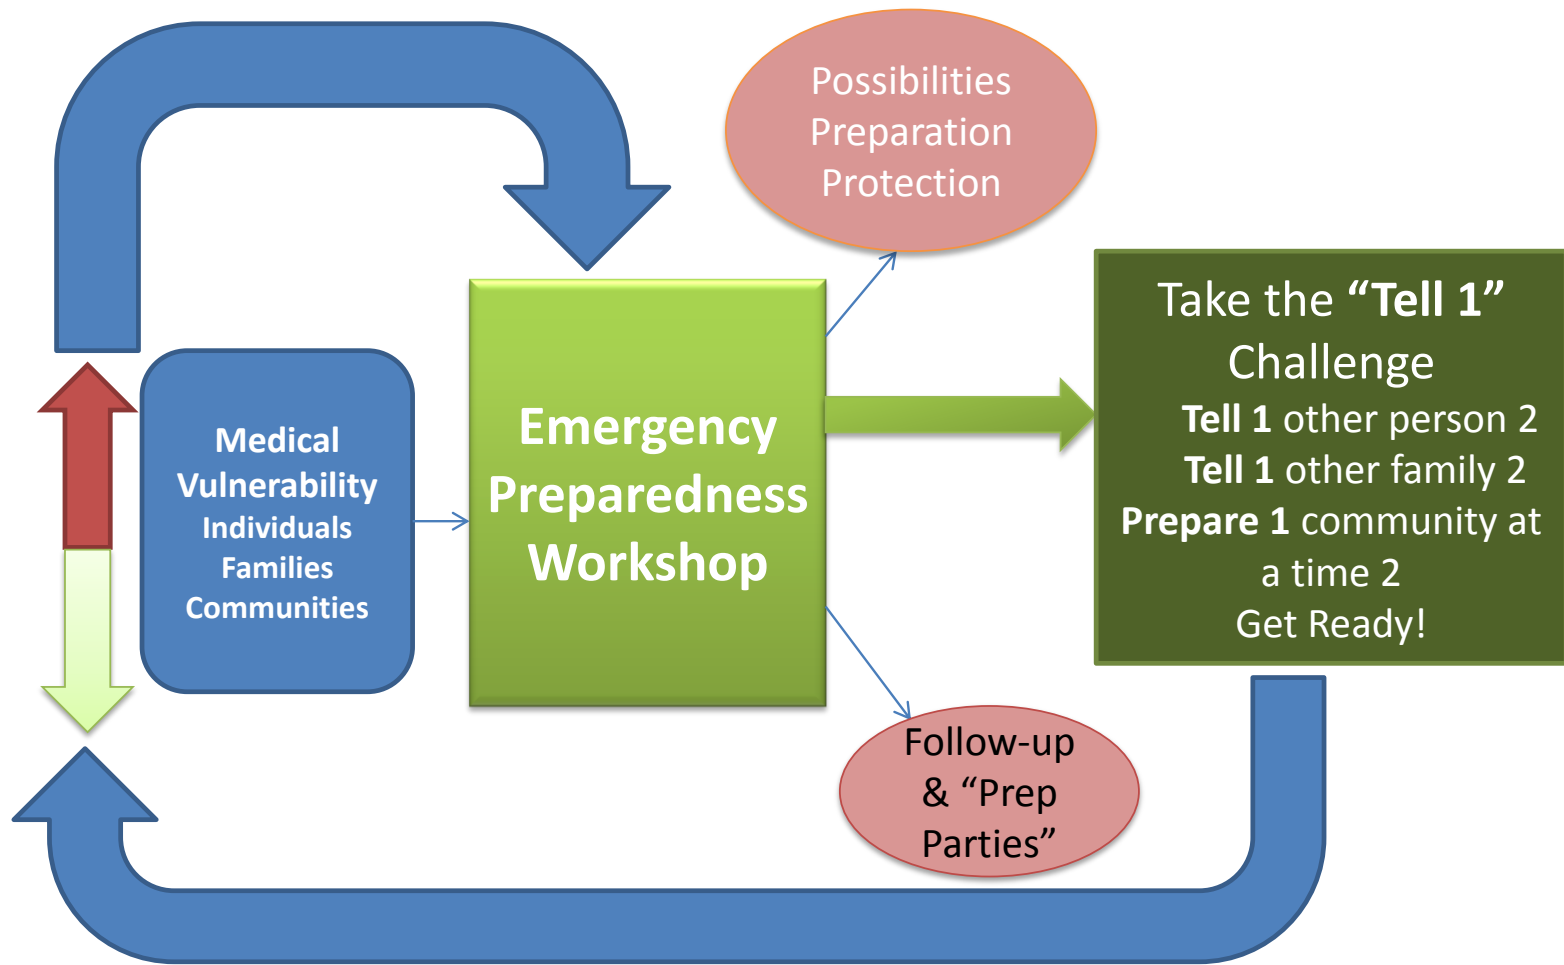 Possibilities
Preparation
Protection
Medical
Vulnerability
Individuals
Families
Communities
Emergency
Preparedness
Workshop
Take the “Tell 1”
Challenge
Tell 1 other person 2
Tell 1 other family 2
Prepare 1 community at
a time 2
Get Ready!
Follow-up
& “Prep
Parties”